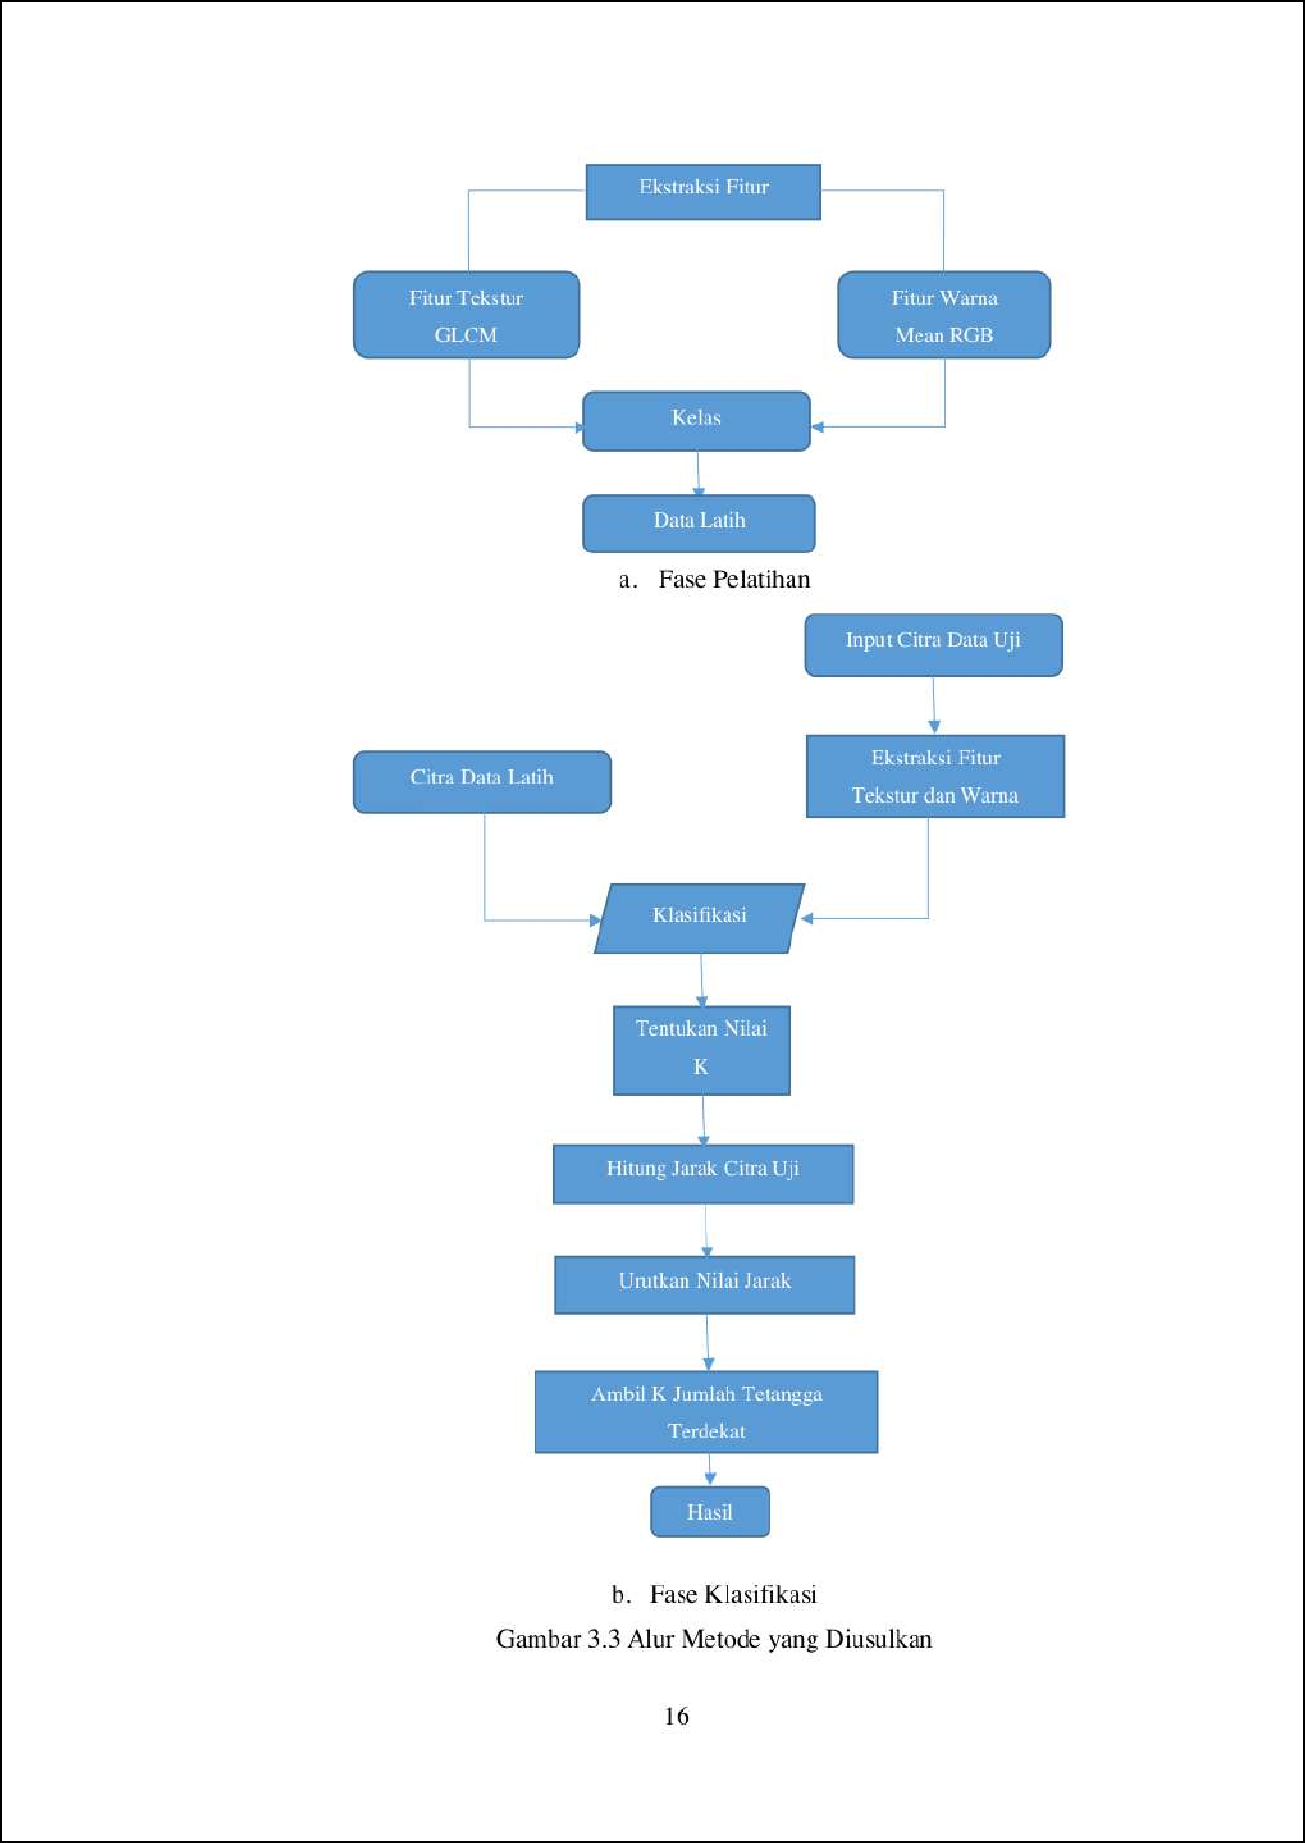 Ekstraksi Fitur
Fitur Tekstur
GLCM
Fitur Warna
Mean RGB
Kelas
Data Latih
a. Fase Pelatihan
Input Citra Data Uji
Ekstraksi Fitur
Tekstur dan Warna
Citra Data Latih
Klasifikasi
Tentukan Nilai
K
Hitung Jarak Citra Uji
Urutkan Nilai Jarak
Ambil K Jumlah Tetangga
Terdekat
Hasil
b. Fase Klasifikasi
Gambar 3.3 Alur Metode yang Diusulkan
16